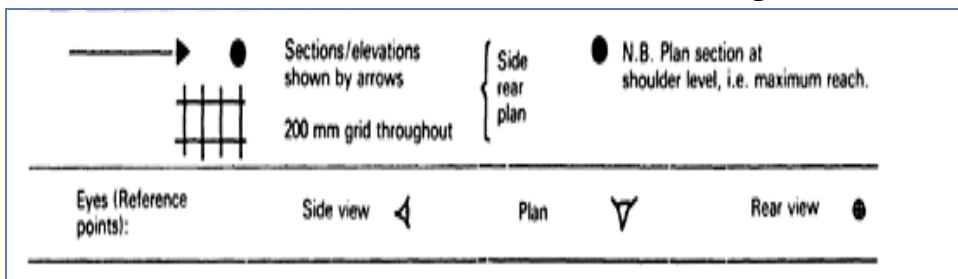 Sections/elevations
shown by arrows
200 mm grid throughout
Side
rear
plan
N.B. Plan section at
shoulder level, i.e. maximum reach.
Eyes (Reference
points):
Side view
Plan
Rear view